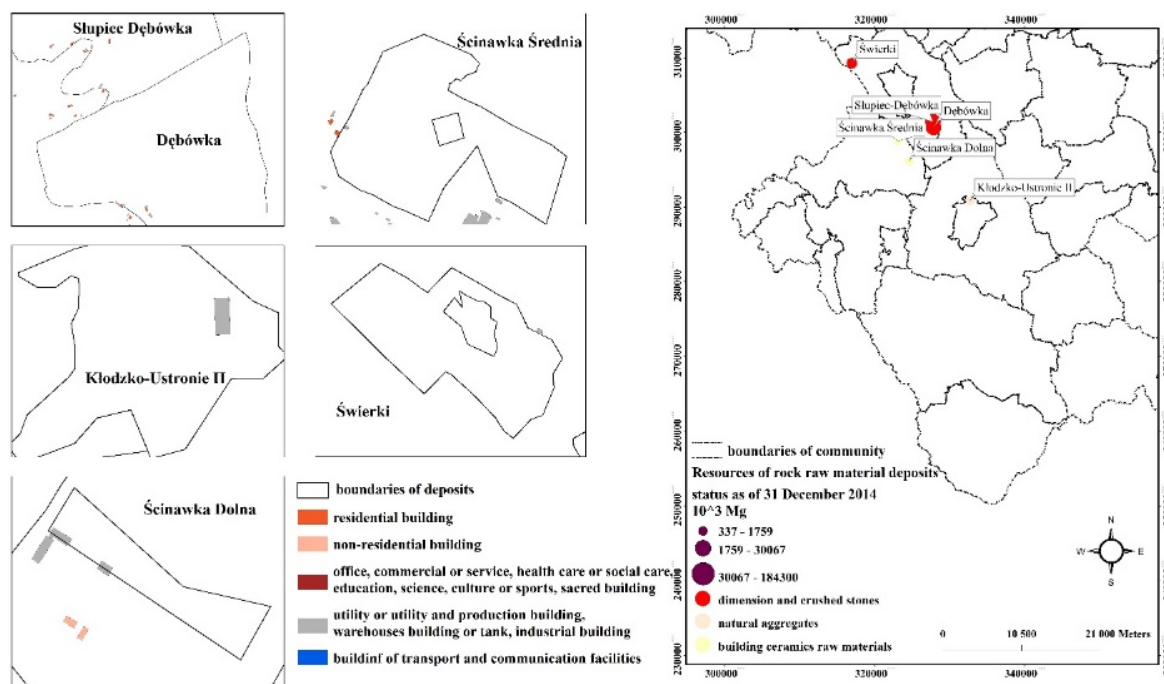 Słupiec Dębówka
Dębówka
Ścinawka Średnia
Kłodzko-Ustronie II
Świerki
Ścinawka Dolna
boundaries of deposits
residential building
non-residential building
office, commercial or service, health care or social care,
education, science, culture or sports, sacred building
utility or utility and production building,
warehouses building or tank, industrial building
buildinf of transport and communication facilities
300000
320000
340000
310000
300000
290000
280000
270000
260000
250000
240000
230000
Świerki
Słupiec-Dębówka
Dębówka
Ścinawka Średnia
Ścinawka Dolna
Kłodzko-Ustronie II
boundaries of community
Resources of rock raw material deposits
status as of 31 December 2014
10^3 Mg
337 - 1759
1759 - 30067
30067 - 184300
dimension and crushed stones
natural aggregates
building ceramics raw materials
N
W
E
S
0
10 500
21 000 Meters
300000
320000
340000